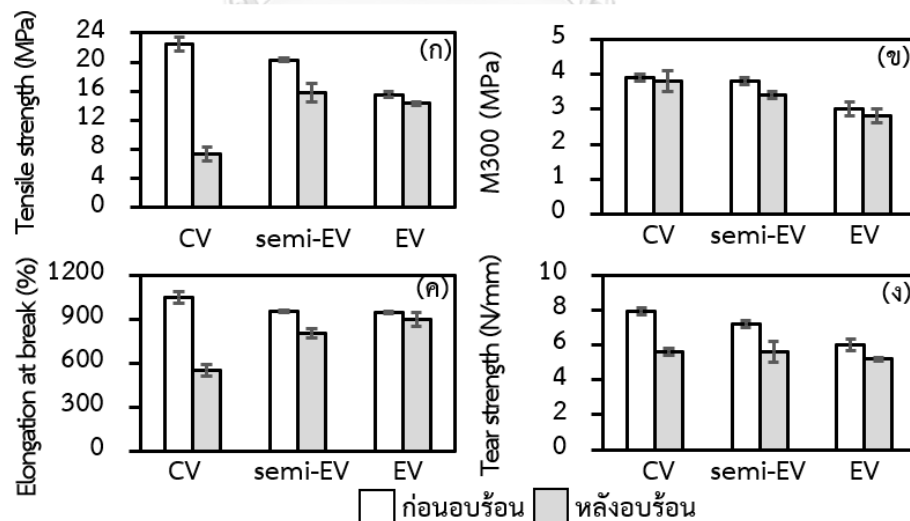 Tensile strength (MPa)
24
20
16
12
8
4
0
(ก)
CV semi-EV EV
M300 (MPa)
5
4
3
2
1
0
(ข)
CV semi-EV EV
Elongation at break (%)
1200
900
600
300
0
(ค)
CV semi-EV EV
Tear strength (N/mm)
10
8
6
4
2
0
(ง)
CV semi-EV EV
ก่อนอบร้อน หลังอบร้อน